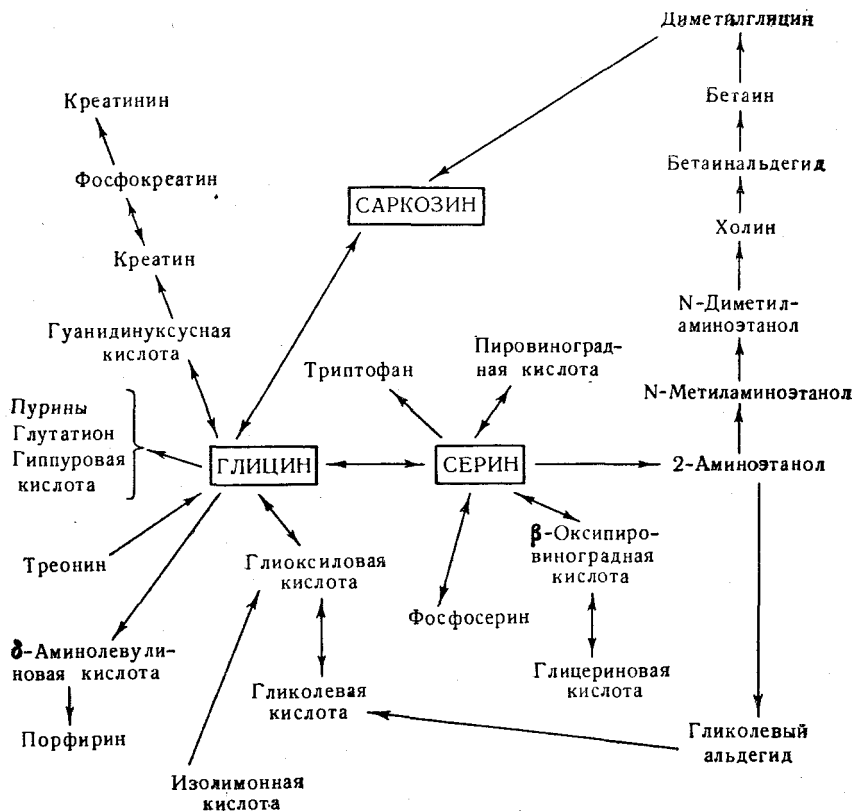 Диметилглицин
Креатинин
Бетаин
Фосфокреатин
Бетаинальдегид
САРКОЗИН
Холин
Креатин
N-Диметил-
аминоэтанол
Гуанидинуксусная
кислота
Триптофан
Пировиноград-
ная кислота
N-Метиламиноэтанол
Пурины
Глутатион
Гиппуровая
кислота
ГЛИЦИН
СЕРИН
2-Аминоэтанол
Треонин
Глиоксиловая
кислота
β-Оксипиро-
виноградная
кислота
Фосфосерин
δ-Аминолевули-
новая кислота
Гликолевая
кислота
Глицериновая
кислота
Порфирин
Гликолевый
альдегид
Изолимонная
кислота